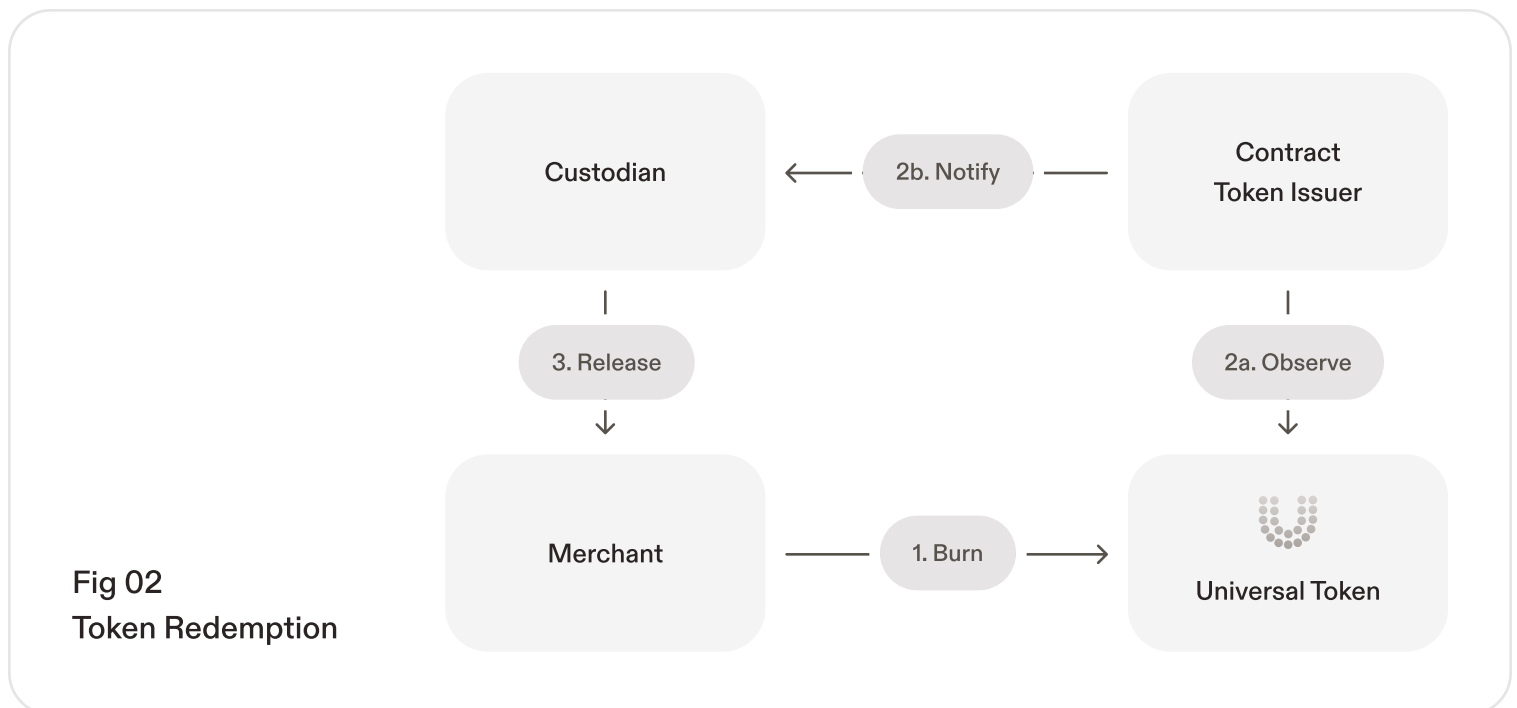 Custodian
2b. Notify
Contract
Token Issuer
3. Release
2a. Observe
Merchant
1. Burn
Universal Token
Fig 02
Token Redemption